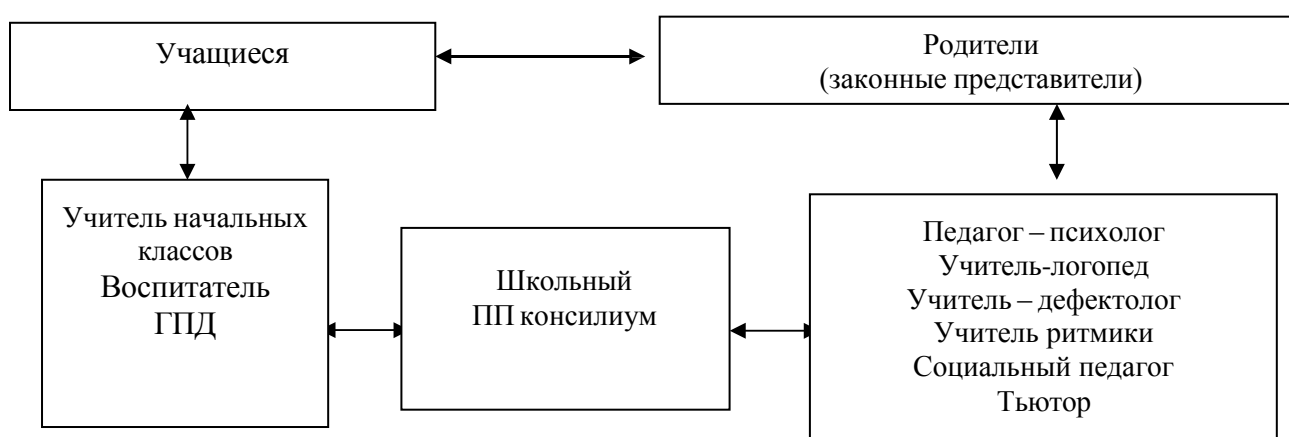 Учащиеся
Родители
(законные представители)
Учитель начальных
классов
Воспитатель
ГПД
Школьный
ПП консилиум
Педагог – психолог
Учитель-логопед
Учитель – дефектолог
Учитель ритмики
Социальный педагог
Тьютор